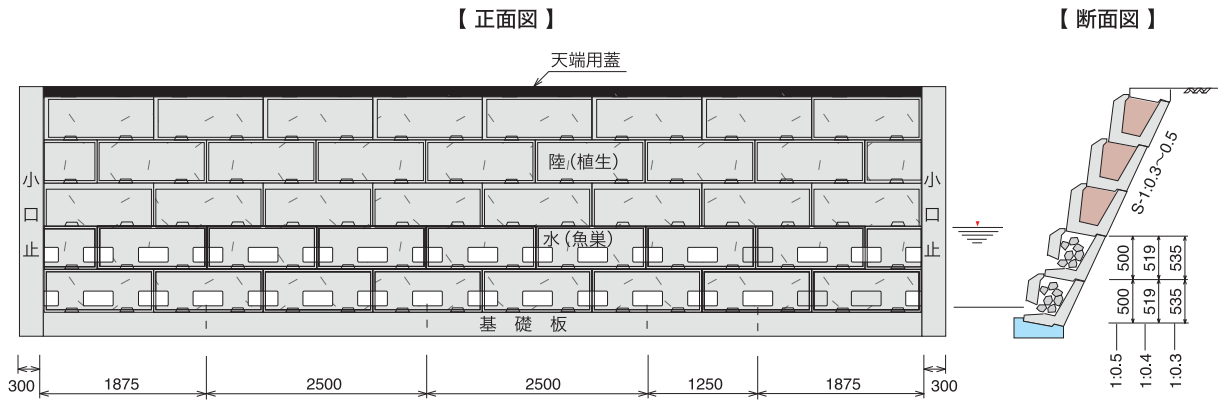 【 正面図 】
【 断面図 】
天端用蓋
陸（植生）
小口止
小口止
水（魚巣）
基 礎 板
300
1875
2500
2500
1250
1875
300
S-1:0.3～0.5
500 519 535
500 519 535
1:0.5 1:0.4 1:0.3